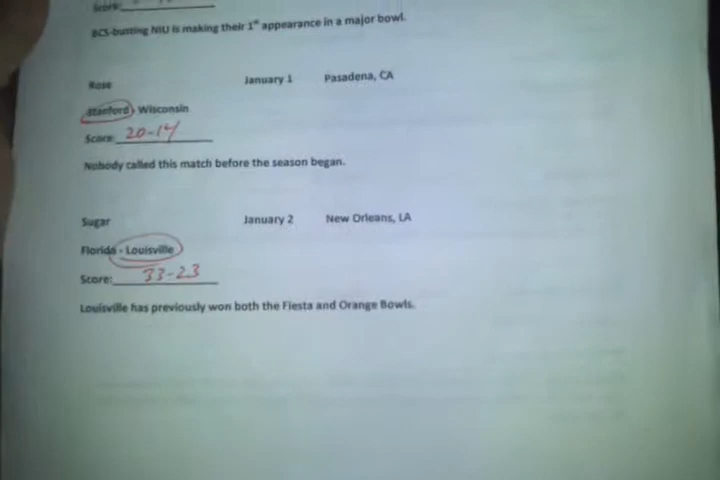 Score:
BCS-busting NIU is making their 1st appearance in a major bowl.
Rose January 1 Pasadena, CA
Stanford - Wisconsin
Score: 20-14
Nobody called this match before the season began.
Sugar January 2 New Orleans, LA
Florida - Louisville
Score: 33-23
Louisville has previously won both the Fiesta and Orange Bowls.